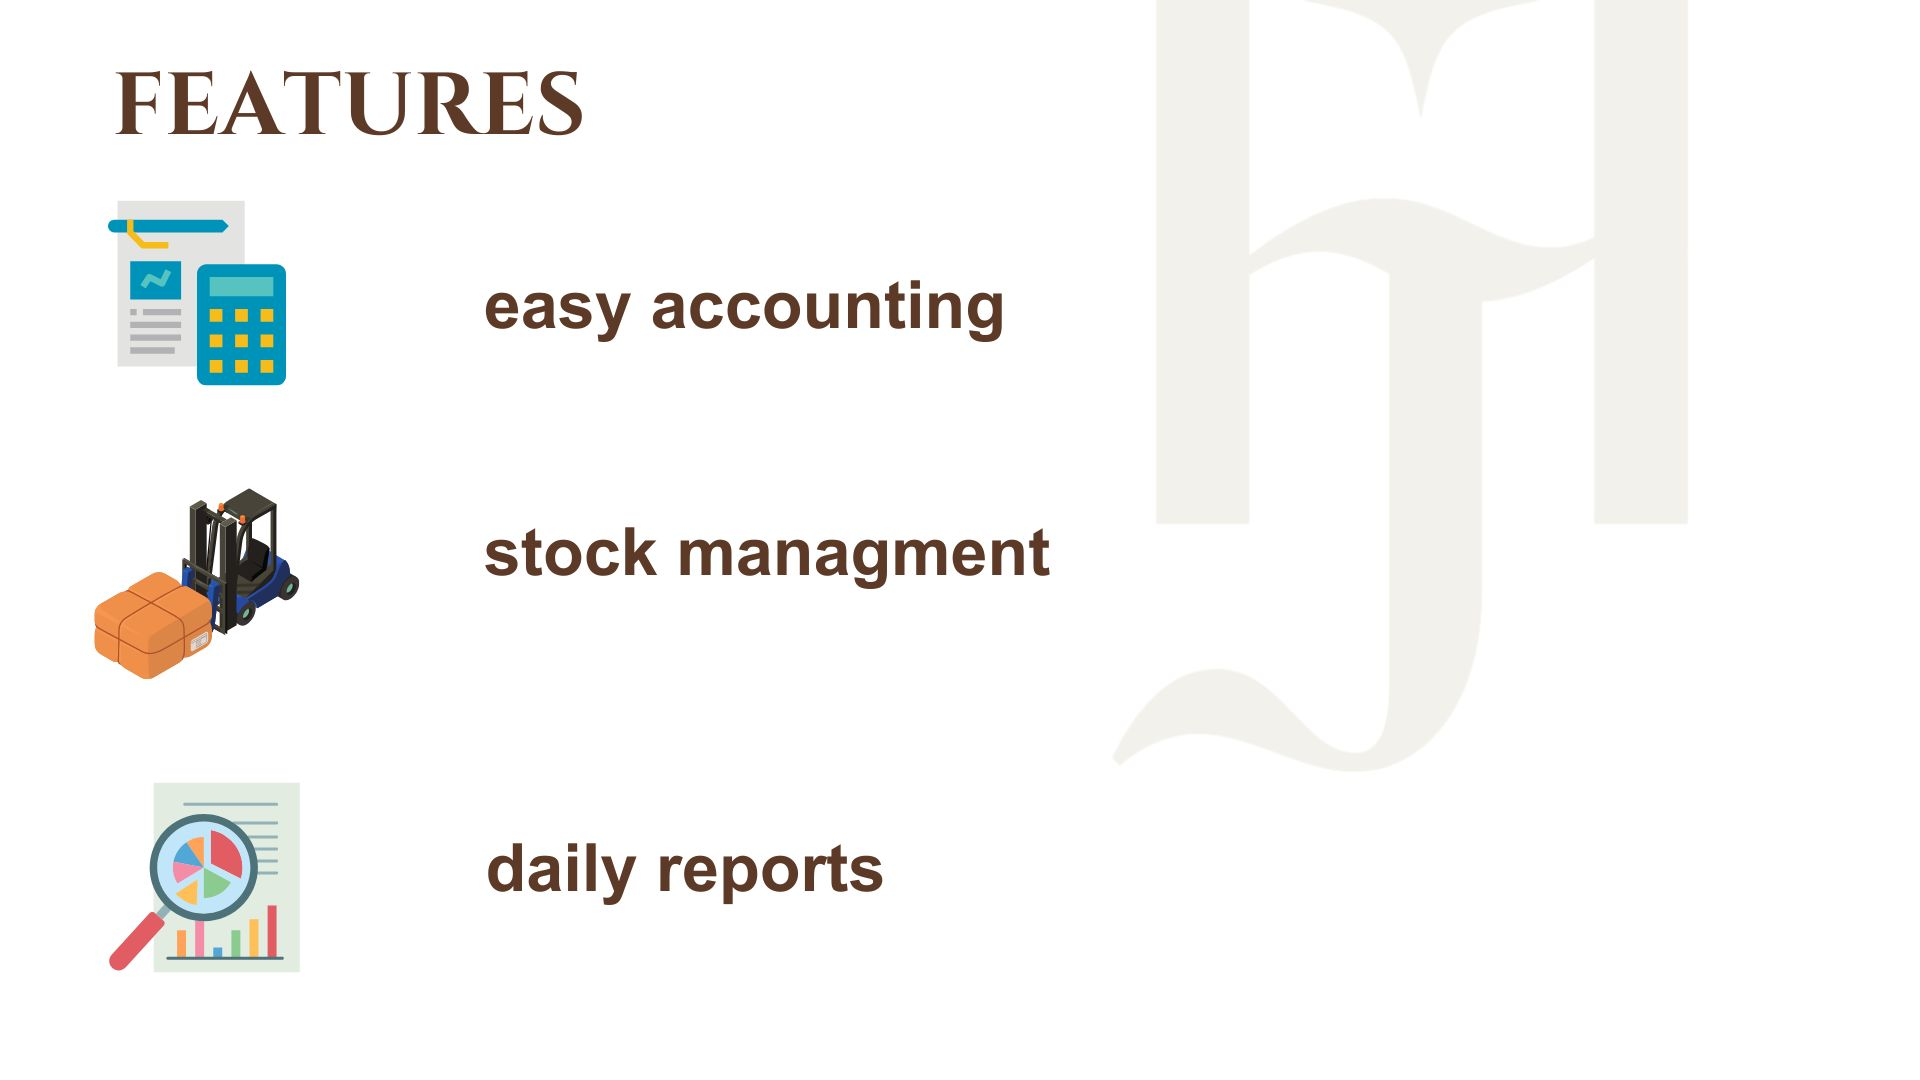 FEATURES
easy accounting
stock managment
daily reports